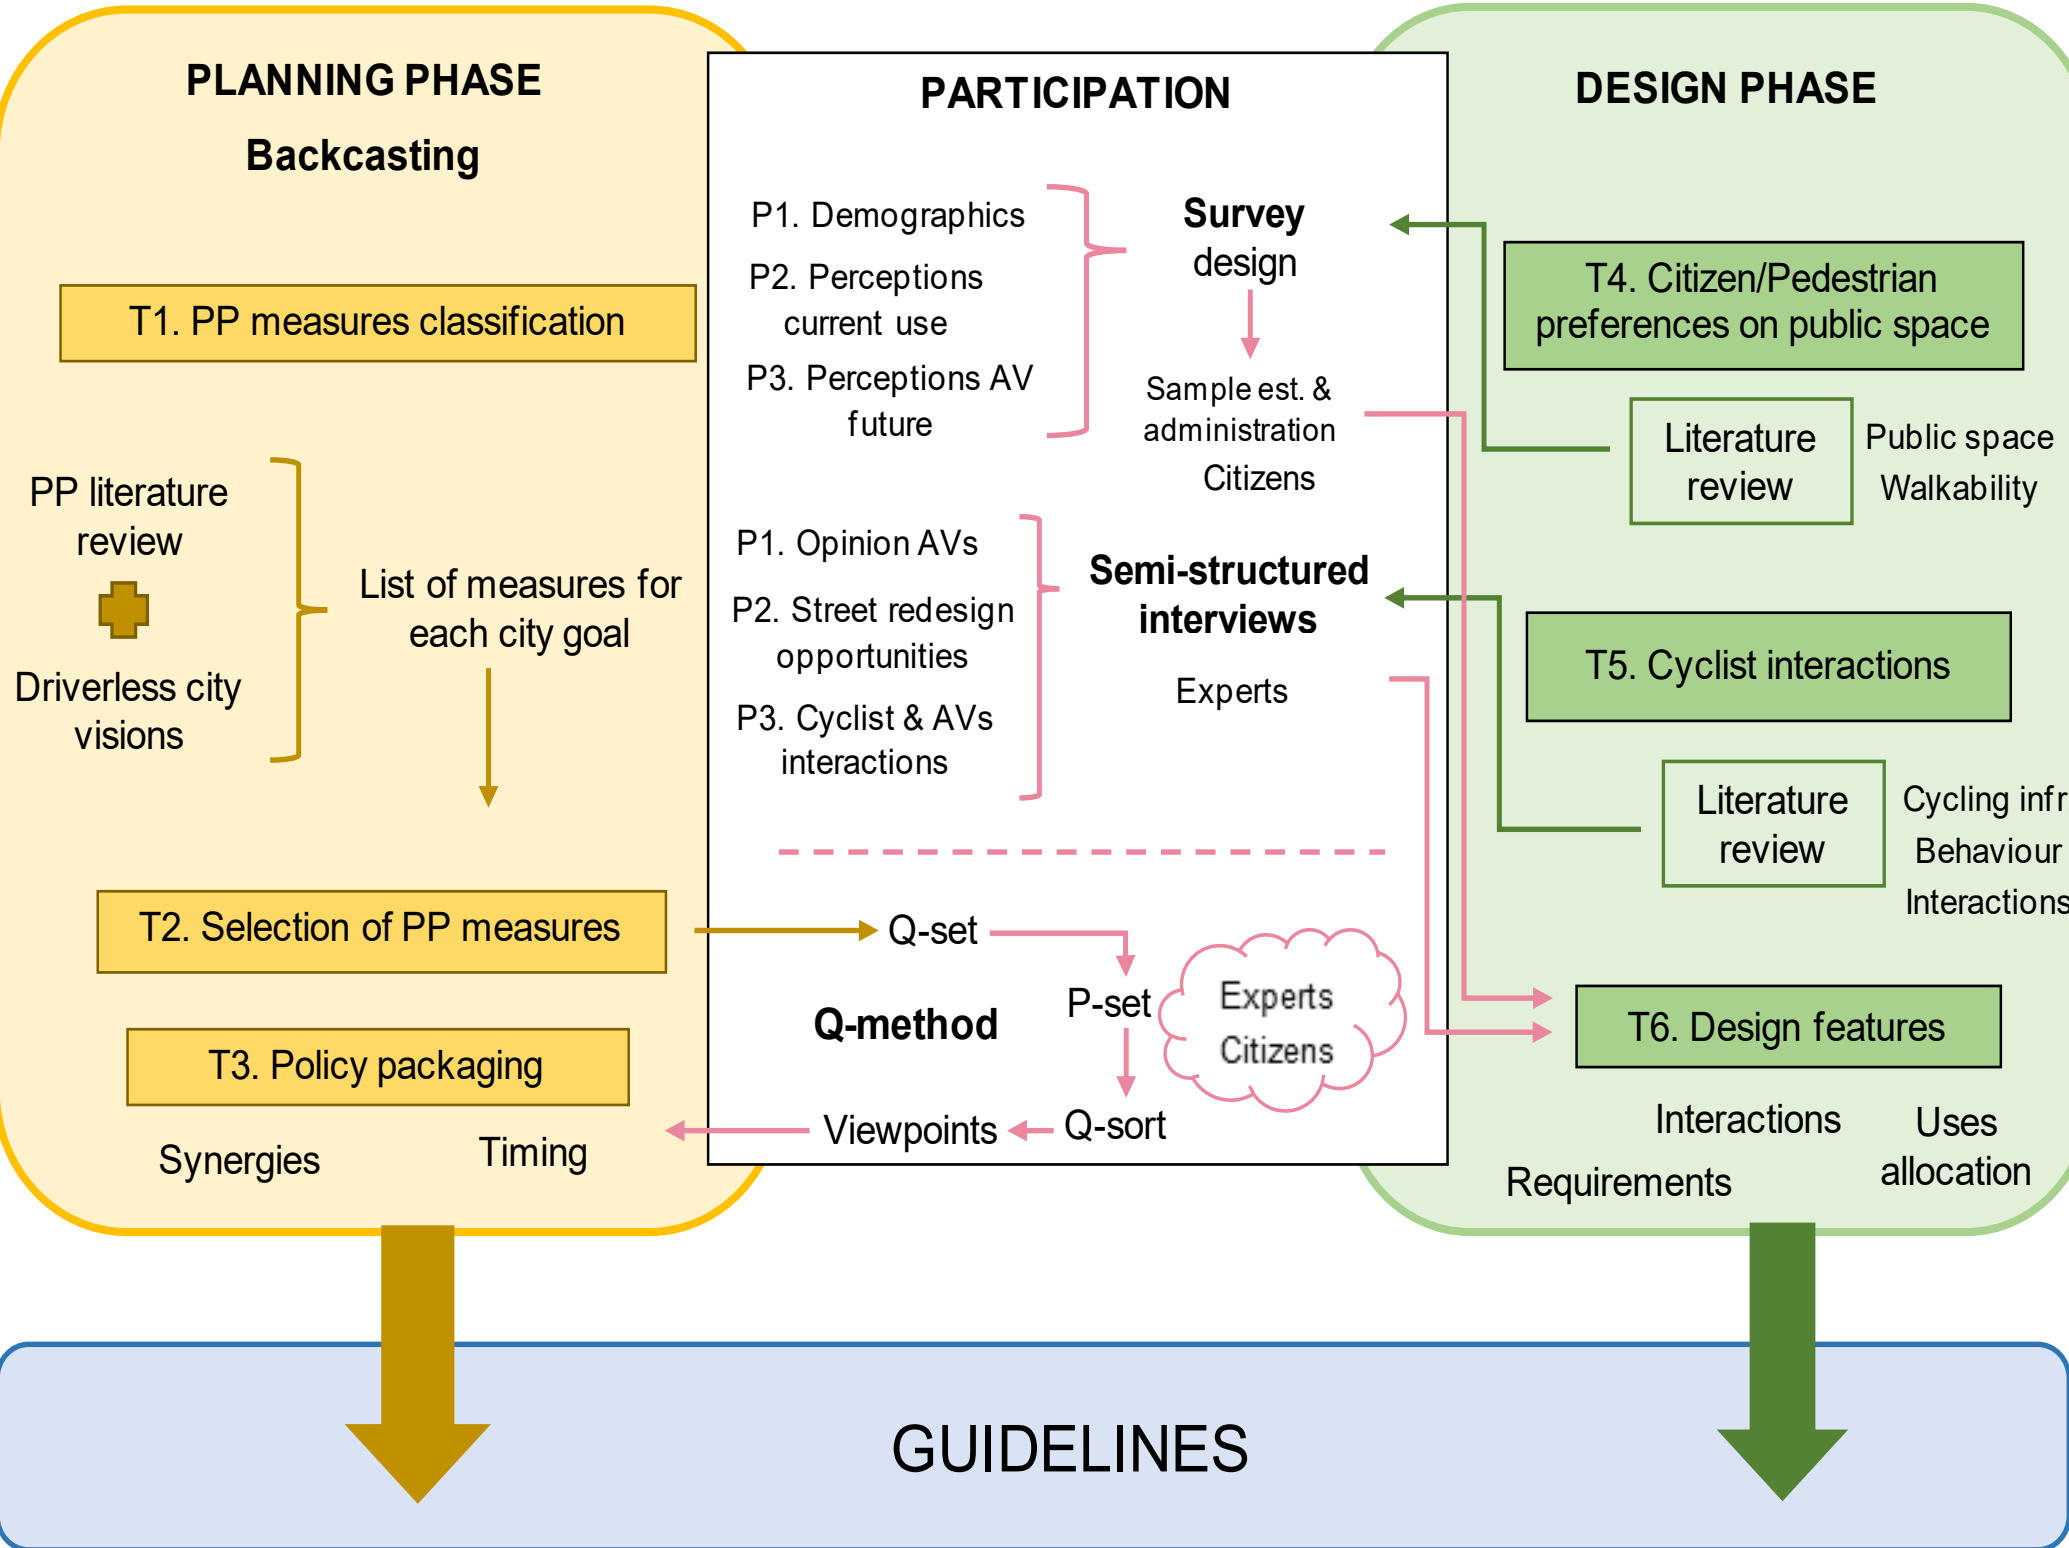 PLANNING PHASE
Backcasting
T1. PP measures classification
PP literature
review
Driverless city
visions
List of measures for
each city goal
T2. Selection of PP measures
T3. Policy packaging
Synergies
Timing
PARTICIPATION
P1. Demographics
P2. Perceptions
current use
P3. Perceptions AV
future
Survey
design
Sample est. &
administration
Citizens
P1. Opinion AVs
P2. Street redesign
opportunities
P3. Cyclist & AVs
interactions
Semi-structured
interviews
Experts
Q-set
Q-method
P-set
Experts
Citizens
Viewpoints
Q-sort
DESIGN PHASE
T4. Citizen/Pedestrian
preferences on public space
Literature
review
Public space
Walkability
T5. Cyclist interactions
Literature
review
Cycling infr
Behaviour
Interactions
T6. Design features
Interactions
Uses
allocation
Requirements
GUIDELINES